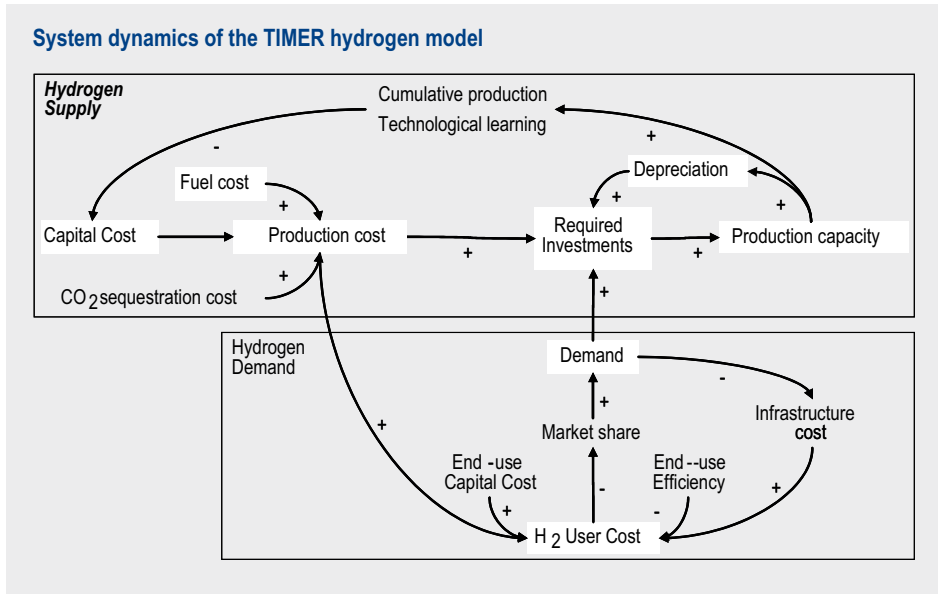 System dynamics of the TIMER hydrogen model
Hydrogen
Supply
Cumulative production
Technological learning
-
+
Fuel cost
Depreciation
+
+
+
Capital Cost
Production cost
Required
Investments
Production capacity
+
+
+
CO2 sequestration cost
+
Hydrogen
Demand
Demand
-
+
Infrastructure
cost
+
Market share
End -use
Capital Cost
End --use
Efficiency
+
-
+
-
H2 User Cost